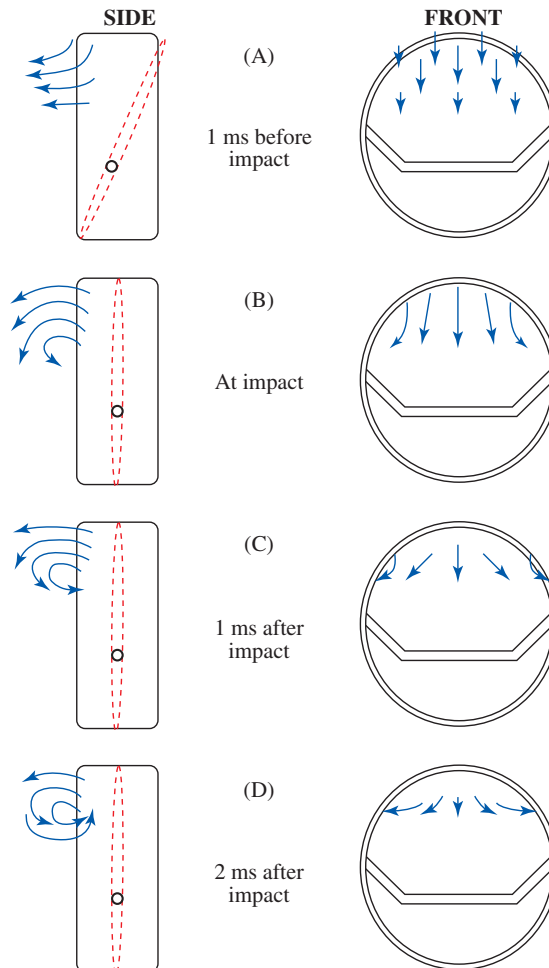 SIDE
FRONT
(A)
1 ms before
impact
(B)
At impact
(C)
1 ms after
impact
(D)
2 ms after
impact